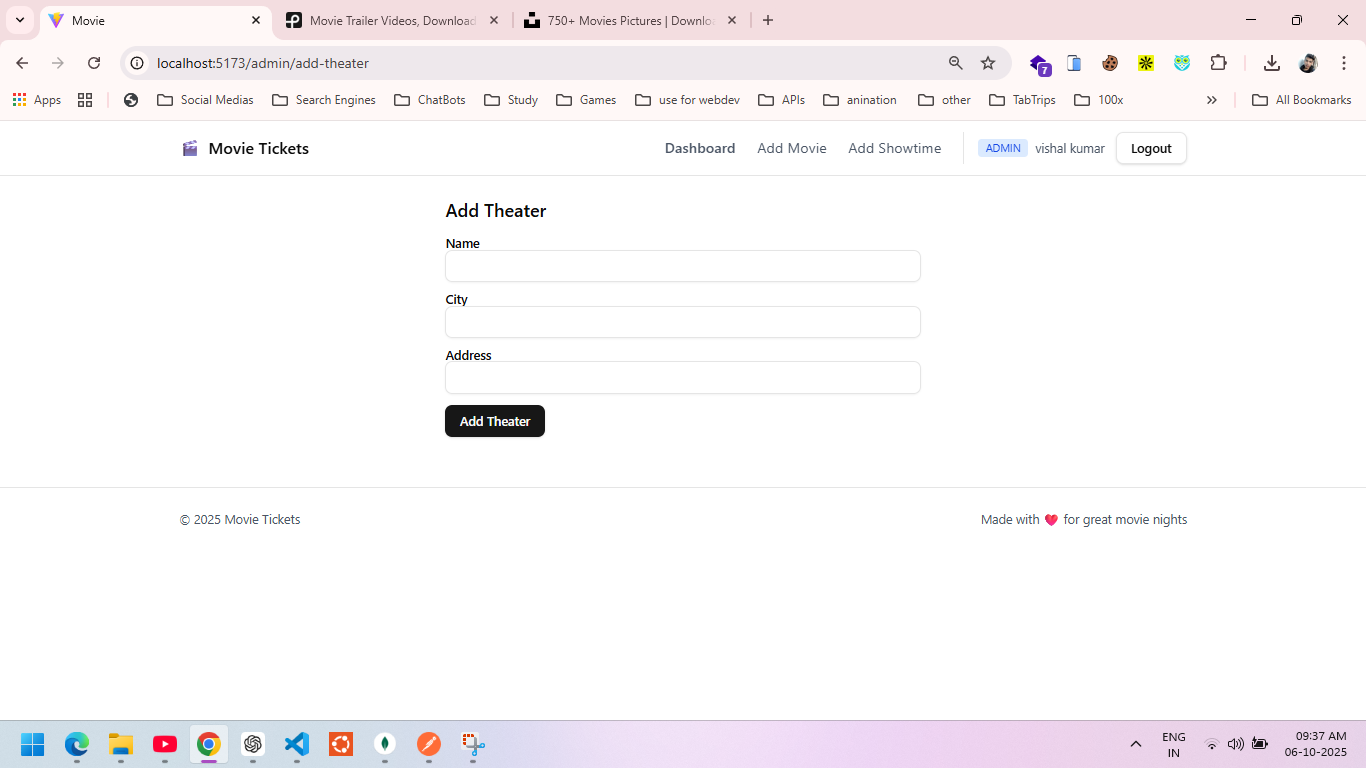 Movie
Movie Trailer Videos, Download
750+ Movies Pictures | Downlo
localhost:5173/admin/add-theater
7
Apps
Social Medias
Search Engines
ChatBots
Study
Games
use for webdev
APIs
anination
other
TabTrips
100x
All Bookmarks
Movie Tickets
Dashboard
Add Movie
Add Showtime
ADMIN
vishal kumar
Logout
Add Theater
Name
City
Address
Add Theater
© 2025 Movie Tickets
Made with ❤️ for great movie nights
ENG
IN
09:37 AM
06-10-2025